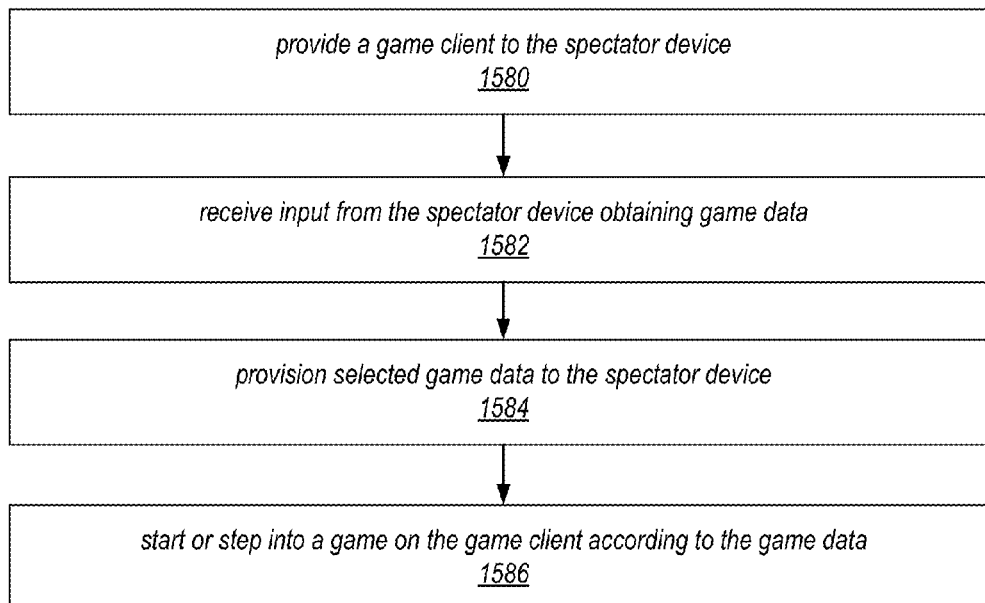 provide a game client to the spectator device
1580
receive input from the spectator device obtaining game data
1582
provision selected game data to the spectator device
1584
start or step into a game on the game client according to the game data
1586